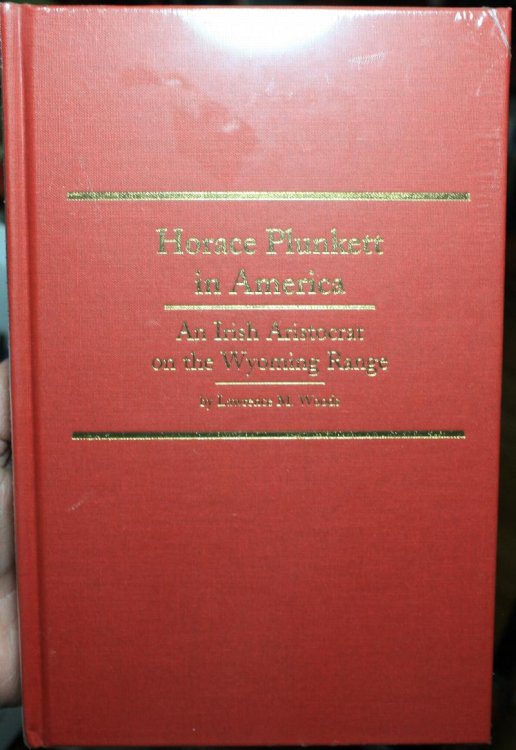 Horace Plunkett
in America
An Irish Aristocrat
on the Wyoming Range
by Lawrence M. Woods